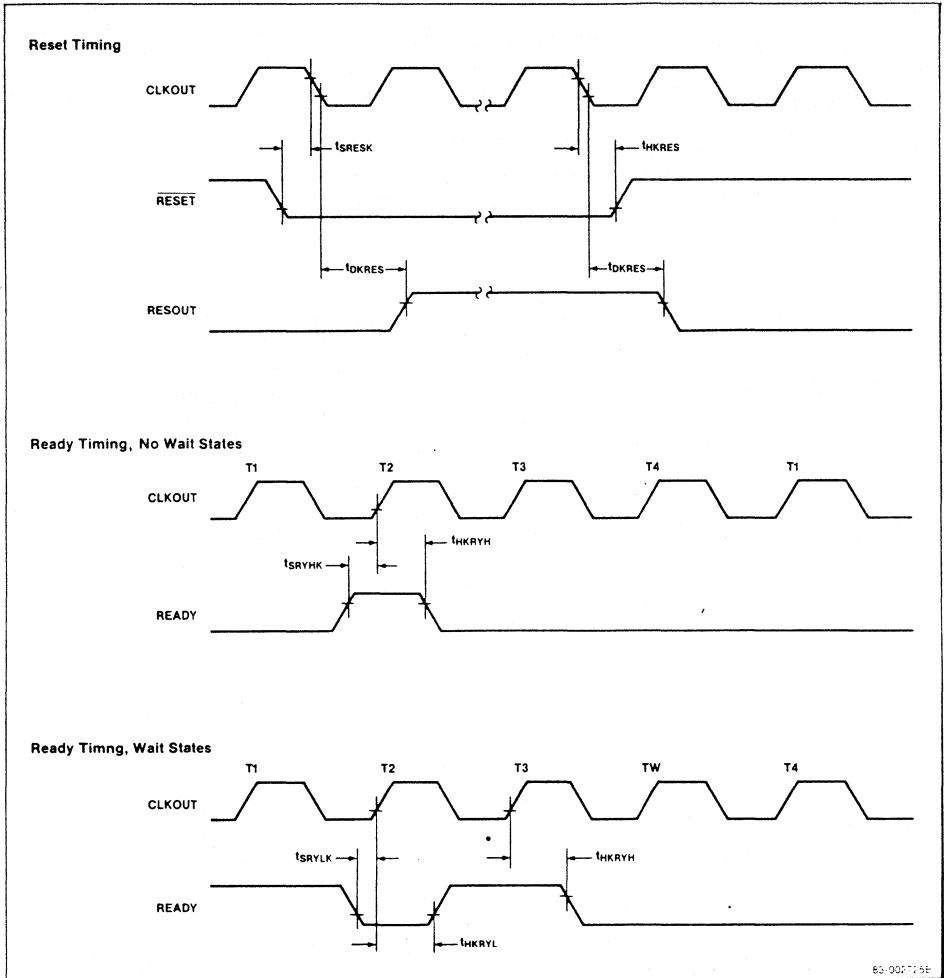 Reset Timing
CLKOUT
tSRESK
tHKRES
RESET
tDKRES
tDKRES
RESOUT
Ready Timing, No Wait States
T1 T2 T3 T4 T1
CLKOUT
tHKRYH
tSRYHK
READY
Ready Timng, Wait States
T1 T2 T3 TW T4
CLKOUT
tSRYLK
tHKRYH
READY
tHKRYL